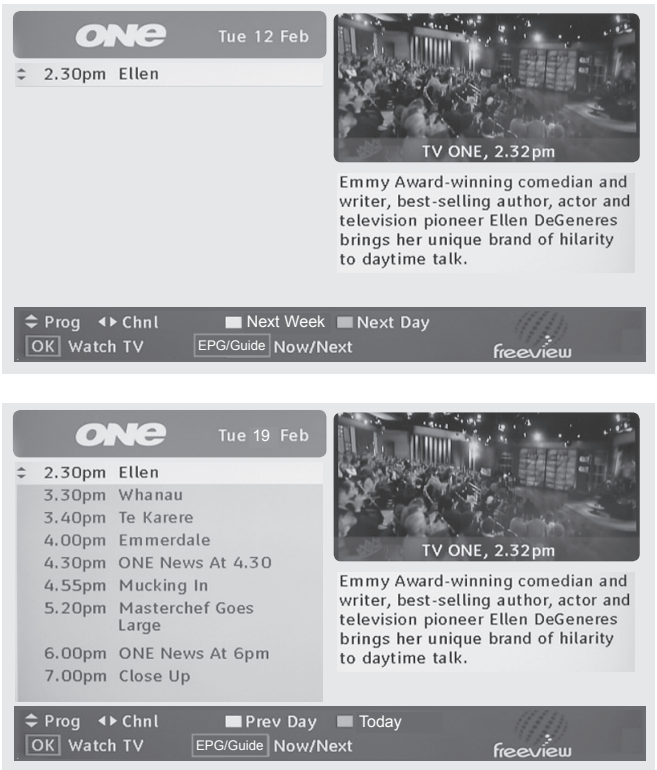 ONE Tue 12 Feb
2.30pm Ellen
TV ONE, 2.32pm
Emmy Award-winning comedian and
writer, best-selling author, actor and
television pioneer Ellen DeGeneres
brings her unique brand of hilarity
to daytime talk.
Prog Chnl Next Week Next Day
OK Watch TV EPG/Guide Now/Next
freeview
ONE Tue 19 Feb
2.30pm Ellen
3.30pm Whanau
3.40pm Te Karere
4.00pm Emmerdale
4.30pm ONE News At 4.30
4.55pm Mucking In
5.20pm Masterchef Goes
Large
6.00pm ONE News At 6pm
7.00pm Close Up
TV ONE, 2.32pm
Emmy Award-winning comedian and
writer, best-selling author, actor and
television pioneer Ellen DeGeneres
brings her unique brand of hilarity
to daytime talk.
Prog Chnl Prev Day Today
OK Watch TV EPG/Guide Now/Next
freeview